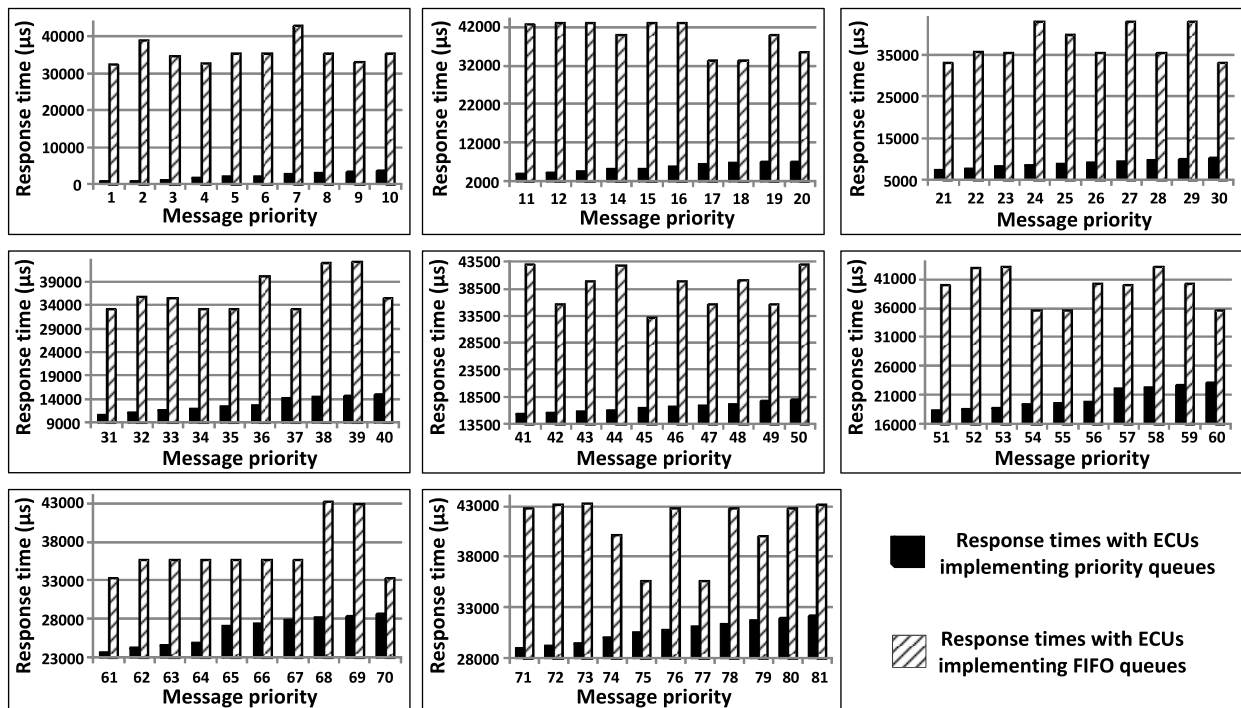 Response time (µs)
40000
30000
20000
10000
0
1 2 3 4 5 6 7 8 9 10
Message priority
Response time (µs)
42000
32000
22000
12000
2000
11 12 13 14 15 16 17 18 19 20
Message priority
Response time (µs)
35000
25000
15000
5000
21 22 23 24 25 26 27 28 29 30
Message priority
Response time (µs)
39000
34000
29000
24000
19000
14000
9000
31 32 33 34 35 36 37 38 39 40
Message priority
Response time (µs)
43500
38500
33500
28500
23500
18500
13500
41 42 43 44 45 46 47 48 49 50
Message priority
Response time (µs)
41000
36000
31000
26000
21000
16000
51 52 53 54 55 56 57 58 59 60
Message priority
Response time (µs)
43000
38000
33000
28000
23000
61 62 63 64 65 66 67 68 69 70
Message priority
Response time (µs)
43000
38000
33000
28000
71 72 73 74 75 76 77 78 79 80 81
Message priority
Response times with ECUs
implementing priority queues
Response times with ECUs
implementing FIFO queues